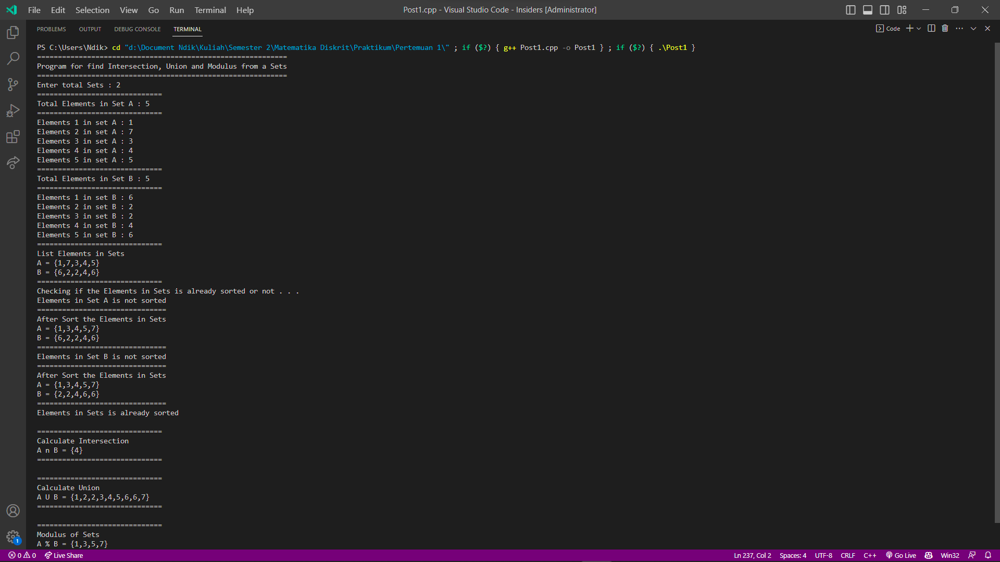 File Edit Selection View Go Run Terminal Help
Post1.cpp - Visual Studio Code - Insiders [Administrator]
PROBLEMS OUTPUT DEBUG CONSOLE TERMINAL
Code
PS C:\Users\Ndik> cd "d:\Document Ndik\Kuliah\Semester 2\Matematika Diskrit\Praktikum\Pertemuan 1\" ; if ($?) { g++ Post1.cpp -o Post1 } ; if ($?) { .\Post1 }
============================================================
Program for find Intersection, Union and Modulus from a Sets
============================================================
Enter total Sets : 2
==============================
Total Elements in Set A : 5
==============================
Elements 1 in set A : 1
Elements 2 in set A : 7
Elements 3 in set A : 3
Elements 4 in set A : 4
Elements 5 in set A : 5
==============================
Total Elements in Set B : 5
==============================
Elements 1 in set B : 6
Elements 2 in set B : 2
Elements 3 in set B : 2
Elements 4 in set B : 4
Elements 5 in set B : 6
==============================
List Elements in Sets
A = {1,7,3,4,5}
B = {6,2,2,4,6}
==============================
Checking if the Elements in Sets is already sorted or not . . .
Elements in Set A is not sorted
===============================
After Sort the Elements in Sets
A = {1,3,4,5,7}
B = {6,2,2,4,6}
===============================
Elements in Set B is not sorted
===============================
After Sort the Elements in Sets
A = {1,3,4,5,7}
B = {2,2,4,6,6}
===============================
Elements in Sets is already sorted
==============================
Calculate Intersection
A n B = {4}
==============================
==============================
Calculate Union
A U B = {1,2,2,3,4,5,6,6,7}
==============================
==============================
Modulus of Sets
A % B = {1,3,5,7}
1
0 0 Live Share
Ln 237, Col 2 Spaces: 4 UTF-8 CRLF C++ Go Live Win32